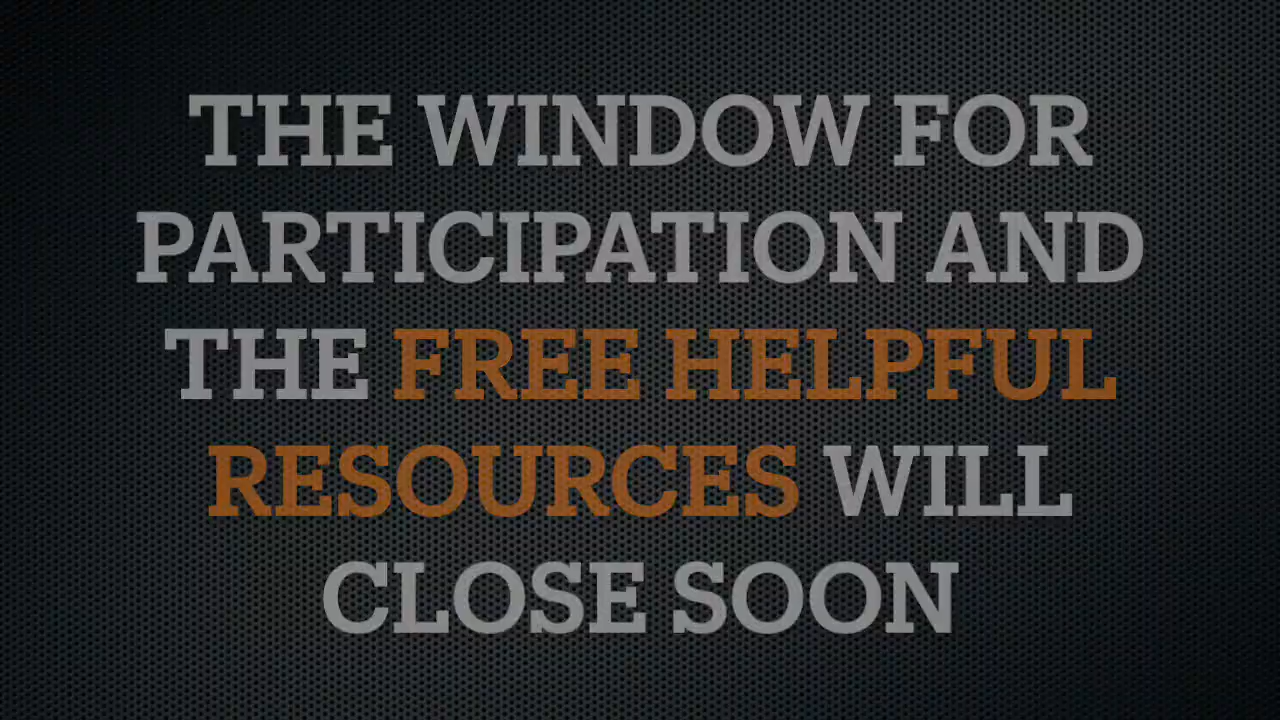 THE WINDOW FOR
PARTICIPATION AND
THE FREE HELPFUL
RESOURCES WILL
CLOSE SOON